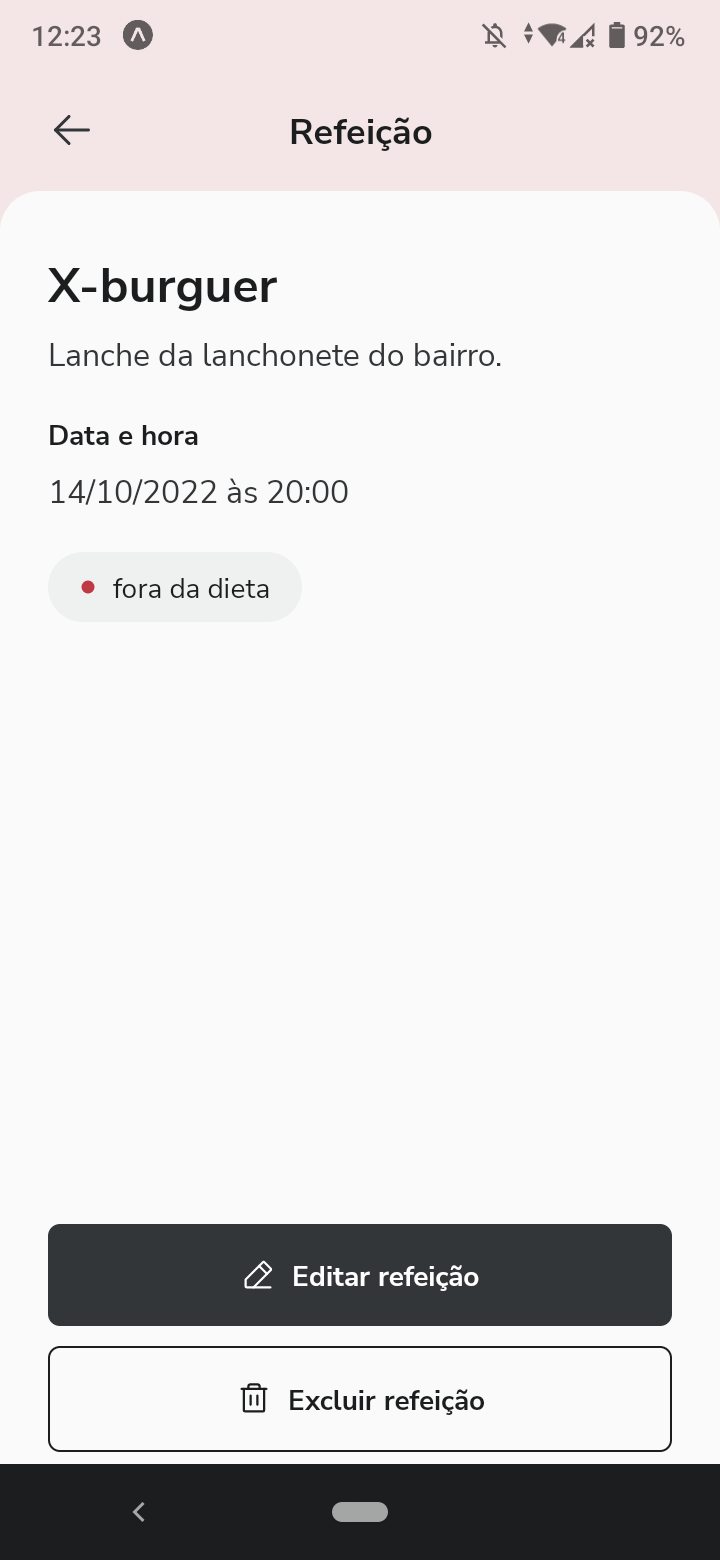 12:23
4
92%
Refeição
X-burguer
Lanche da lanchonete do bairro.
Data e hora
14/10/2022 às 20:00
fora da dieta
Editar refeição
Excluir refeição